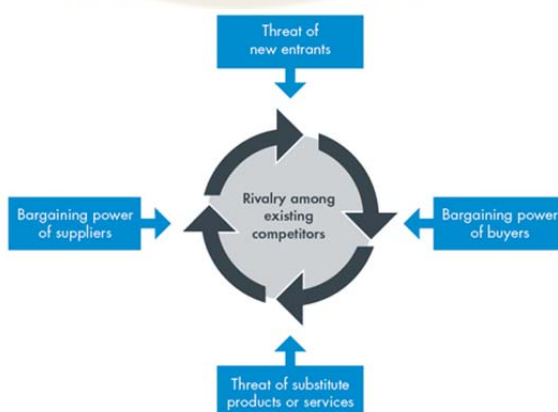 Threat of
new entrants
Rivalry among
existing
competitors
Bargaining power
of suppliers
Bargaining power
of buyers
Threat of substitute
products or services